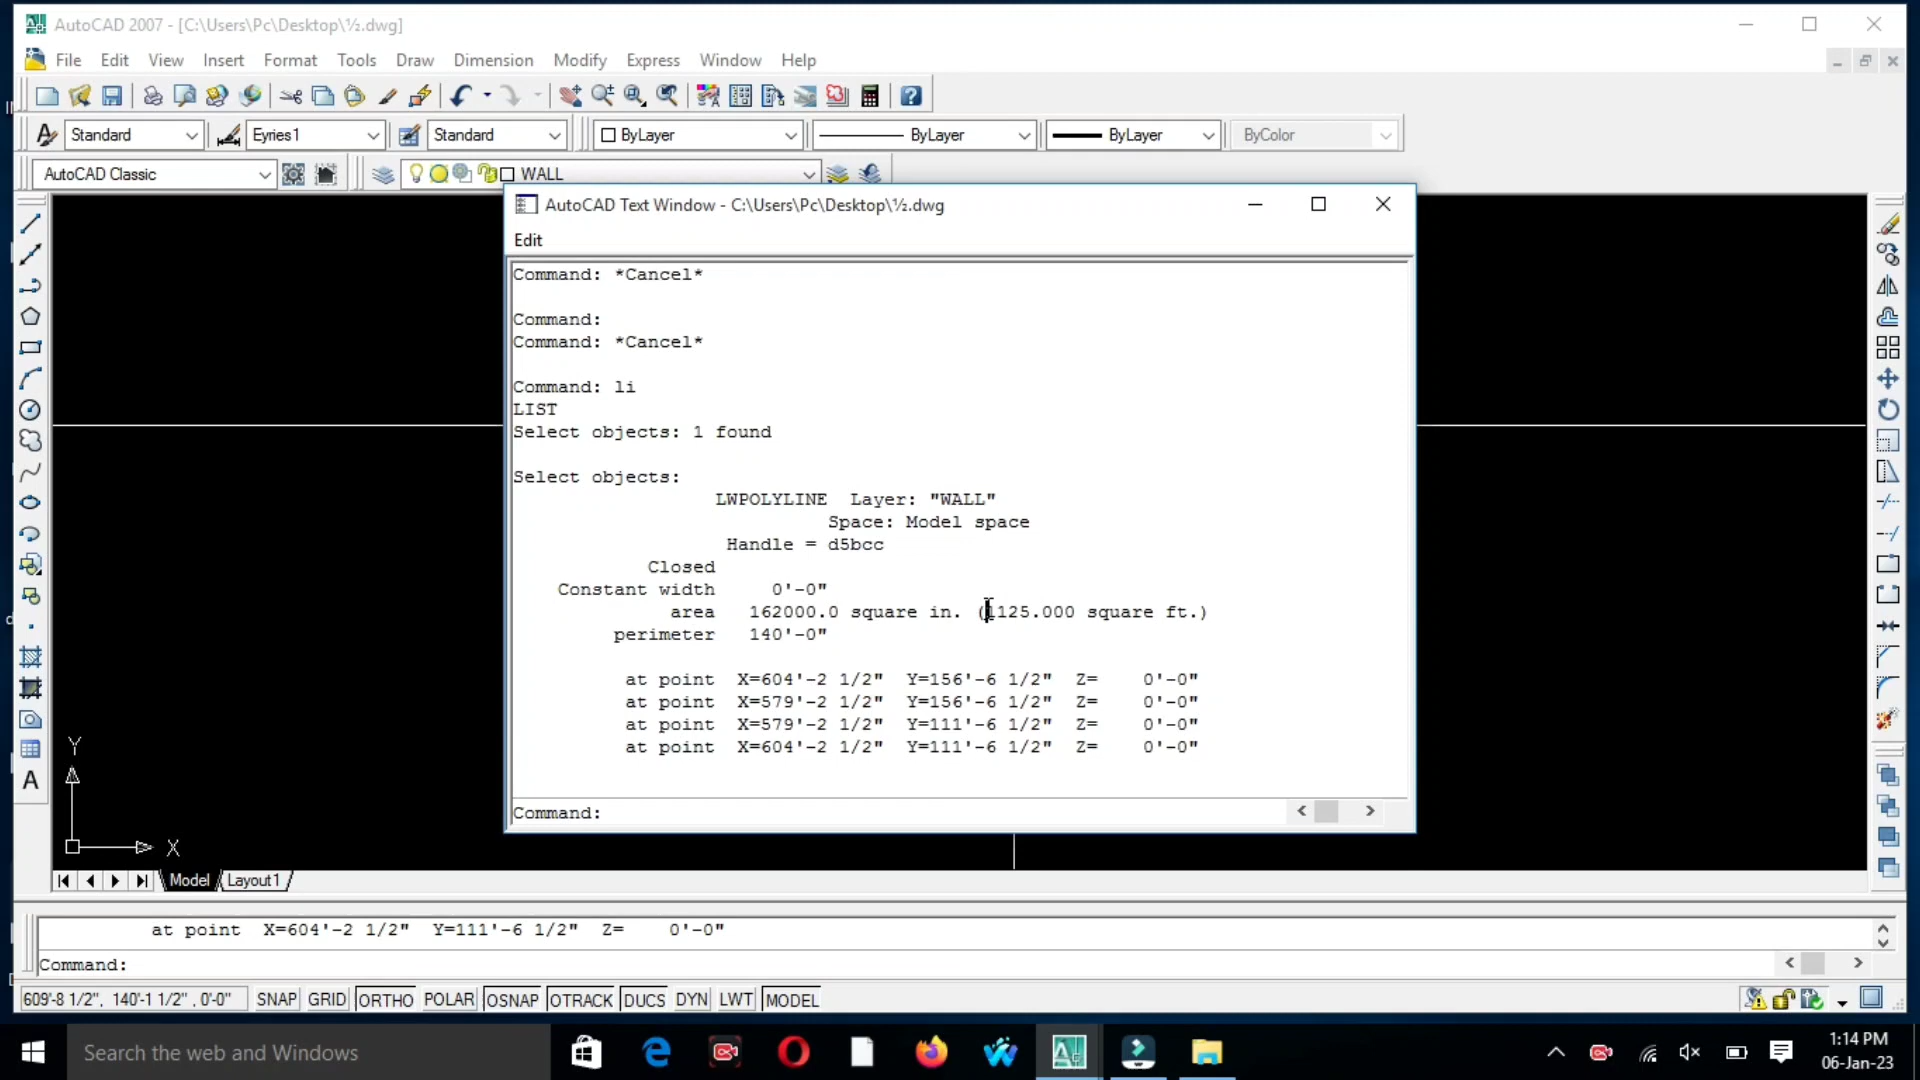 AutoCAD 2007 - [C:\Users\Pc\Desktop\½.dwg]
File Edit View Insert Format Tools Draw Dimension Modify Express Window Help
Standard Eyries1 Standard ByLayer ByLayer ByLayer ByColor
AutoCAD Classic WALL
AutoCAD Text Window - C:\Users\Pc\Desktop\½.dwg
Edit
Command: *Cancel*
Command:
Command: *Cancel*
Command: li
LIST
Select objects: 1 found
Select objects:
LWPOLYLINE Layer: "WALL"
Space: Model space
Handle = d5bcc
Closed
Constant width 0'-0"
area 162000.0 square in. (1125.000 square ft.)
perimeter 140'-0"
at point X=604'-2 1/2" Y=156'-6 1/2" Z= 0'-0"
at point X=579'-2 1/2" Y=156'-6 1/2" Z= 0'-0"
at point X=579'-2 1/2" Y=111'-6 1/2" Z= 0'-0"
at point X=604'-2 1/2" Y=111'-6 1/2" Z= 0'-0"
Command:
Y
X
A
Model Layout1
at point X=604'-2 1/2" Y=111'-6 1/2" Z= 0'-0"
Command:
609'-8 1/2", 140'-1 1/2" , 0'-0" SNAP GRID ORTHO POLAR OSNAP OTRACK DUCS DYN LWT MODEL
Search the web and Windows
1:14 PM
06-Jan-23